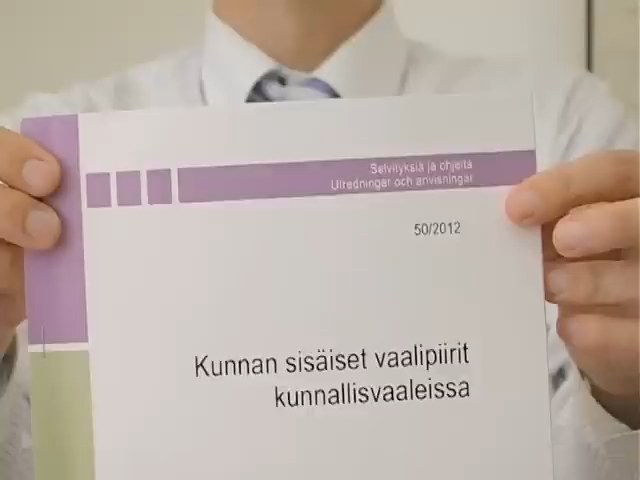 Selvityksiä ja ohjeita
Utredningar och anvisningar
50/2012
Kunnan sisäiset vaalipiirit
kunnallisvaaleissa